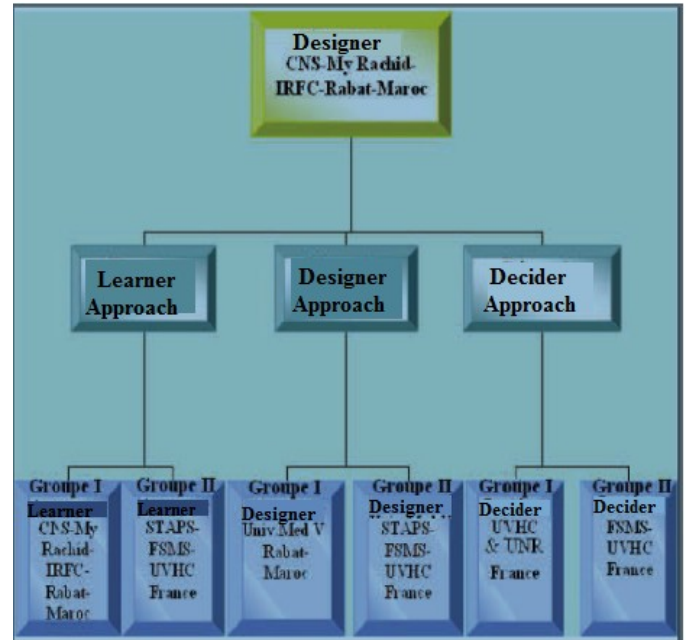 Designer
CNS-My Rachid-
IRFC-Rabat-Maroc
Learner
Approach
Designer
Approach
Decider
Approach
Groupe I
Learner
CNS-My
Rachid-
IRFC-
Rabat-
Maroc
Groupe II
Learner
STAPS-
FSMS-
UVHC
France
Groupe I
Designer
Univ.Med V
Rabat-
Maroc
Groupe II
Designer
STAPS-
FSMS-
UVHC
France
Groupe I
Decider
UVHC
& UNR
France
Groupe II
Decider
FSMS-
UVHC
France